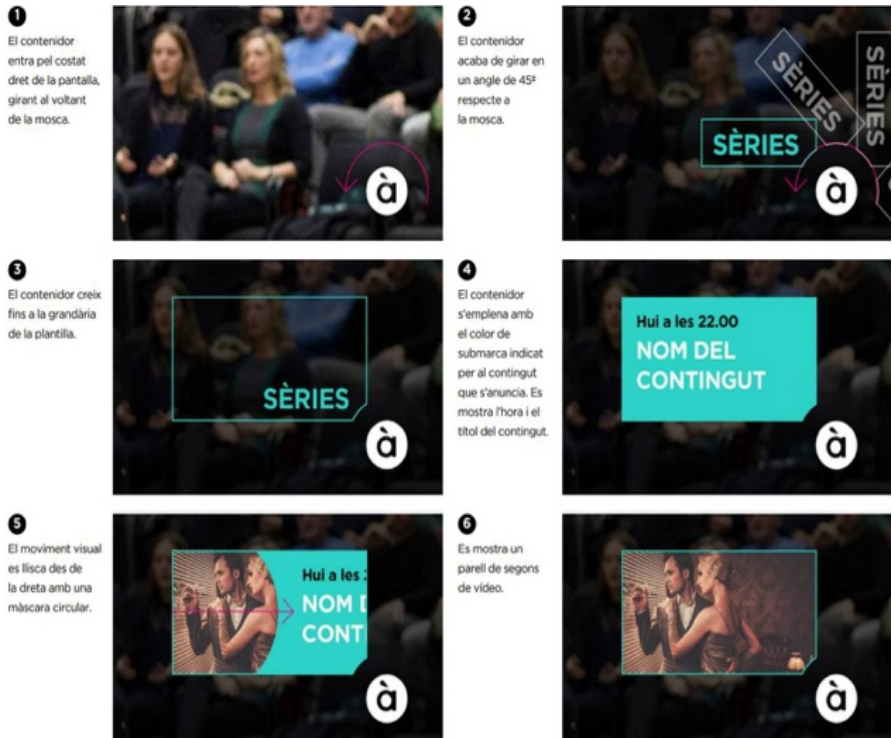 1
El contenidor
entra pel costat
dret de la pantalla,
girant al voltant
de la mosca.
à
2
El contenidor
acaba de girar en
un angle de 45º
respecte a
la mosca.
SÈRIES
SÈRIES
SÈRIES
à
3
El contenidor creix
fins a la grandària
de la plantilla.
SÈRIES
à
4
El contenidor
s'emplena amb
el color de
submarca indicat
per al contingut
que s'anuncia. Es
mostra l'hora i el
títol del contingut.
Hui a les 22.00
NOM DEL
CONTINGUT
à
5
El moviment visual
es llisca des de
la dreta amb una
màscara circular.
Hui a les
NOM
CONT
à
6
Es mostra un
parell de segons
de vídeo.
à